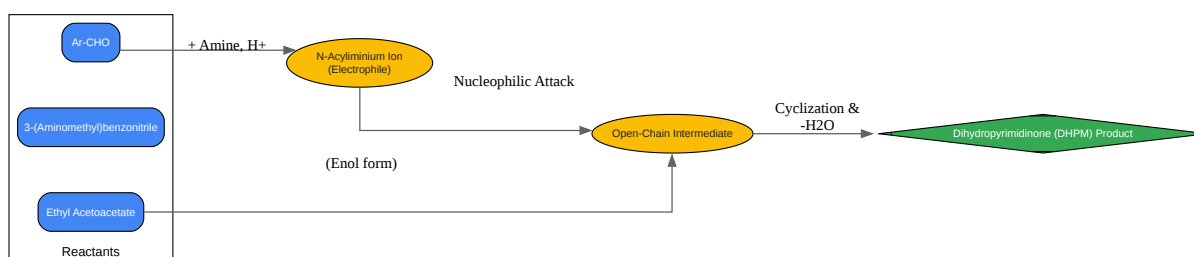 Ar-CHO
+ Amine, H+
N-Acyliminium Ion
(Electrophile)
Nucleophilic Attack
3-(Aminomethyl)benzonitrile
Open-Chain Intermediate
Cyclization &
-H2O
Dihydropyrimidinone (DHPM) Product
(Enol form)
Ethyl Acetoacetate
Reactants